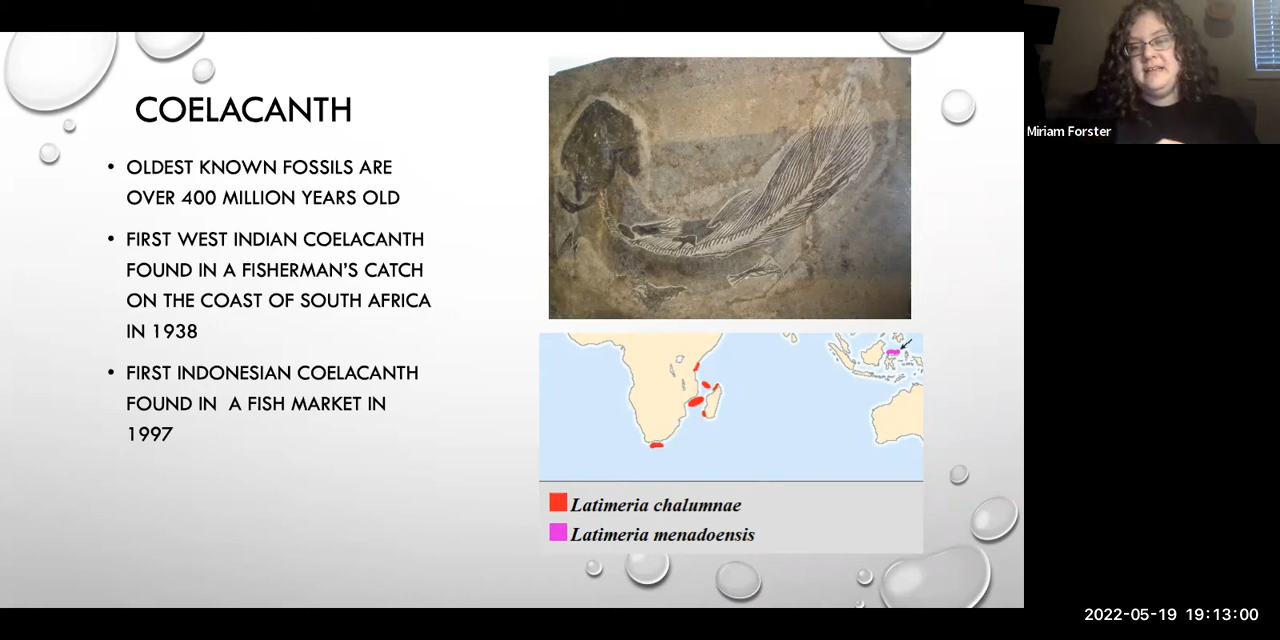 COELACANTH
• OLDEST KNOWN FOSSILS ARE
OVER 400 MILLION YEARS OLD
• FIRST WEST INDIAN COELACANTH
FOUND IN A FISHERMAN'S CATCH
ON THE COAST OF SOUTH AFRICA
IN 1938
• FIRST INDONESIAN COELACANTH
FOUND IN A FISH MARKET IN
1997
Latimeria chalumnae
Latimeria menadoensis
Miriam Forster
2022-05-19 19:13:00